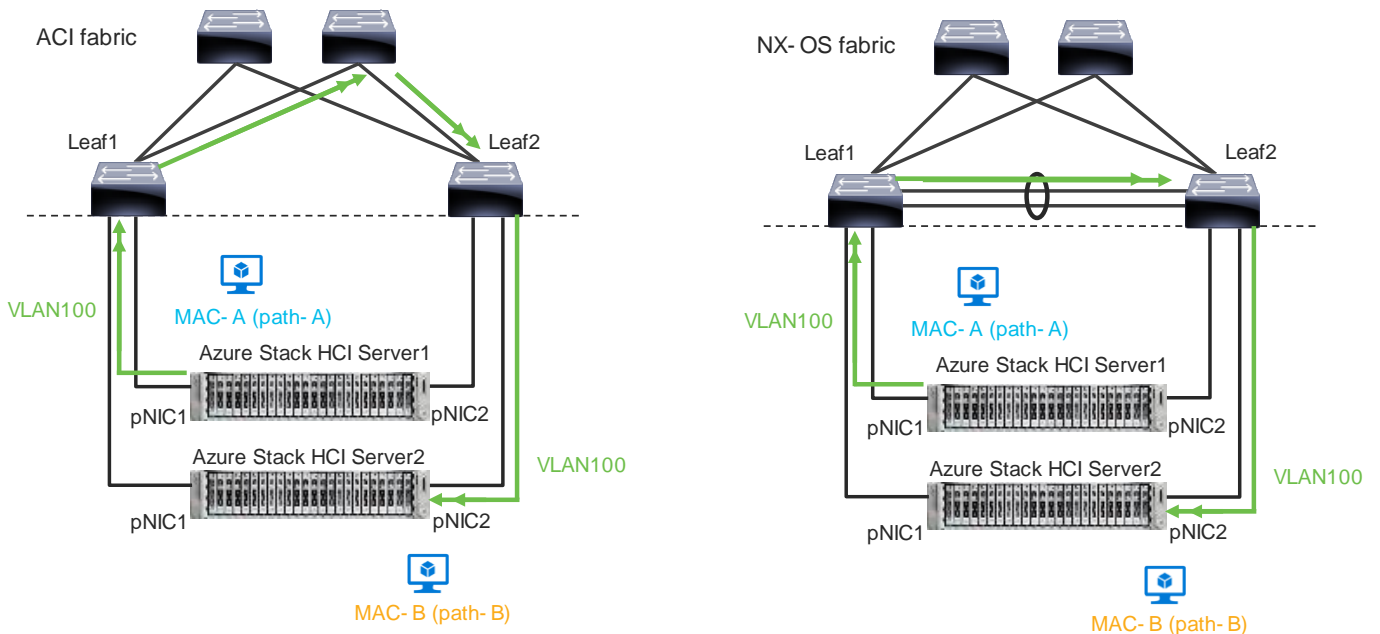 ACI fabric
Leaf1
Leaf2
VLAN100
MAC- A (path- A)
Azure Stack HCI Server1
pNIC1
pNIC2
Azure Stack HCI Server2
VLAN100
pNIC1
pNIC2
MAC- B (path- B)
NX- OS fabric
Leaf1
Leaf2
VLAN100
MAC- A (path- A)
Azure Stack HCI Server1
pNIC1
pNIC2
Azure Stack HCI Server2
VLAN100
pNIC1
pNIC2
MAC- B (path- B)